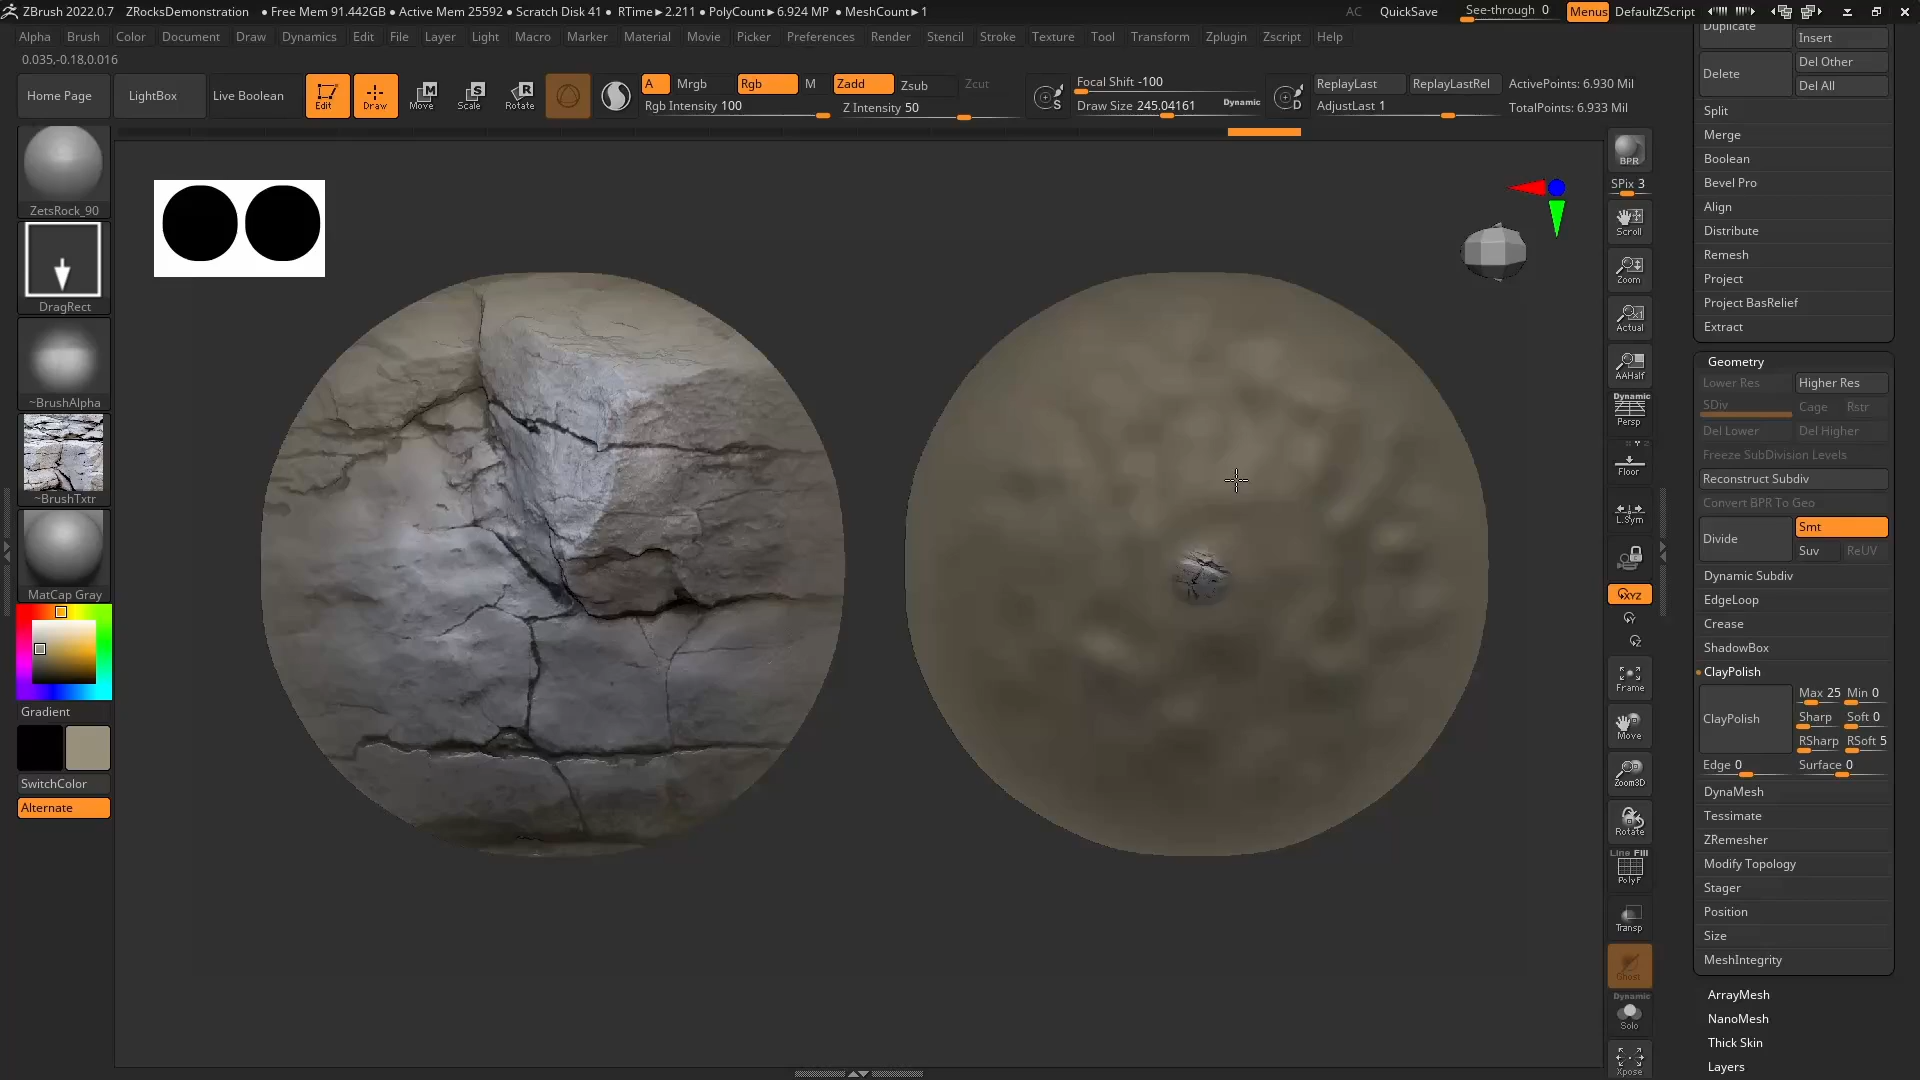 ZBrush 2022.0.7 ZRocksDemonstration ● Free Mem 91.442GB ● Active Mem 25592 ● Scratch Disk 41 ● RTime►2.211 ● PolyCount►6.924 MP ● MeshCount►1 AC QuickSave See-through 0 Menus DefaultZScript
Alpha Brush Color Document Draw Dynamics Edit File Layer Light Macro Marker Material Movie Picker Preferences Render Stencil Stroke Texture Tool Transform Zplugin Zscript Help
0.035,-0.18,0.016
Home Page LightBox Live Boolean Edit Draw Move Scale Rotate
A Mrgb Rgb M Zadd Zsub Zcut
Rgb Intensity 100 Z Intensity 50
Focal Shift -100
Draw Size 245.04161 Dynamic
ReplayLast ReplayLastRel ActivePoints: 6.930 Mil
AdjustLast 1 TotalPoints: 6.933 Mil
ZetsRock_90
DragRect
~BrushAlpha
~BrushTxtr
MatCap Gray
Gradient
SwitchColor
Alternate
BPR
SPix 3
Scroll
Zoom
Actual
AAHalf
Dynamic
Persp
Floor
L.Sym
XYZ
Y
Z
Frame
Move
Zoom3D
Rotate
Line Fill
PolyF
Transp
Ghost
Dynamic
Solo
Xpose
Duplicate
Insert
Del Other
Delete
Del All
Split
Merge
Boolean
Bevel Pro
Align
Distribute
Remesh
Project
Project BasRelief
Extract
Geometry
Lower Res Higher Res
SDiv Cage Rstr
Del Lower Del Higher
Freeze SubDivision Levels
Reconstruct Subdiv
Convert BPR To Geo
Divide Smt
Suv ReUV
Dynamic Subdiv
EdgeLoop
Crease
ShadowBox
ClayPolish
ClayPolish Max 25 Min 0
Sharp Soft 0
RSharp RSoft 5
Edge 0 Surface 0
DynaMesh
Tessimate
ZRemesher
Modify Topology
Stager
Position
Size
MeshIntegrity
ArrayMesh
NanoMesh
Thick Skin
Layers